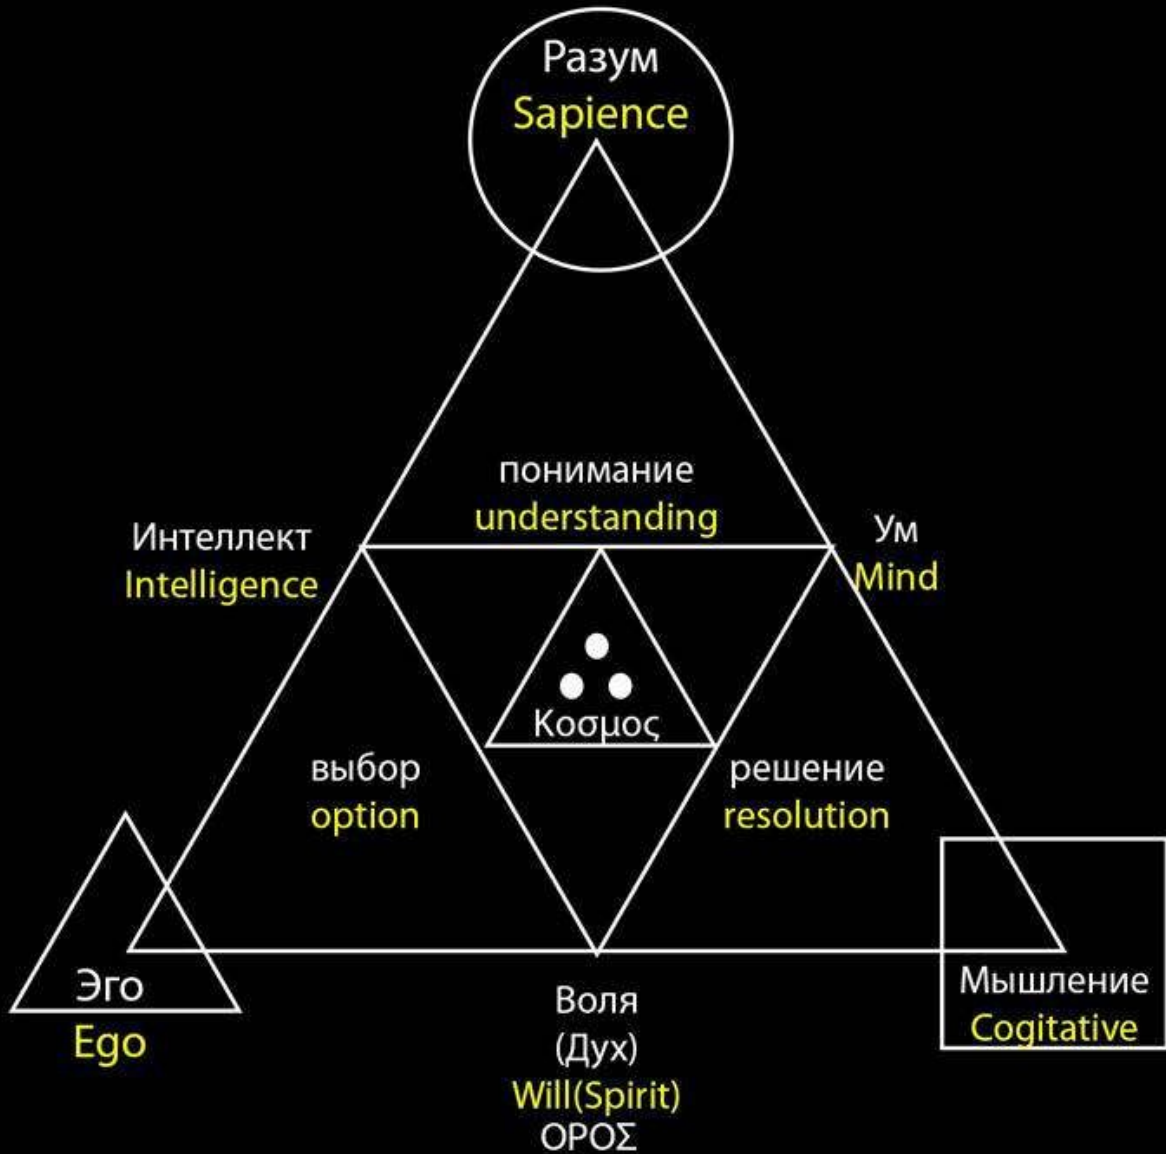 Разум
Sapience
понимание
understanding
Интеллект
Intelligence
Ум
Mind
Κοσμος
выбор
option
решение
resolution
Эго
Ego
Воля
(Дух)
Will(Spirit)
ΟΡΟΣ
Мышление
Cogitative